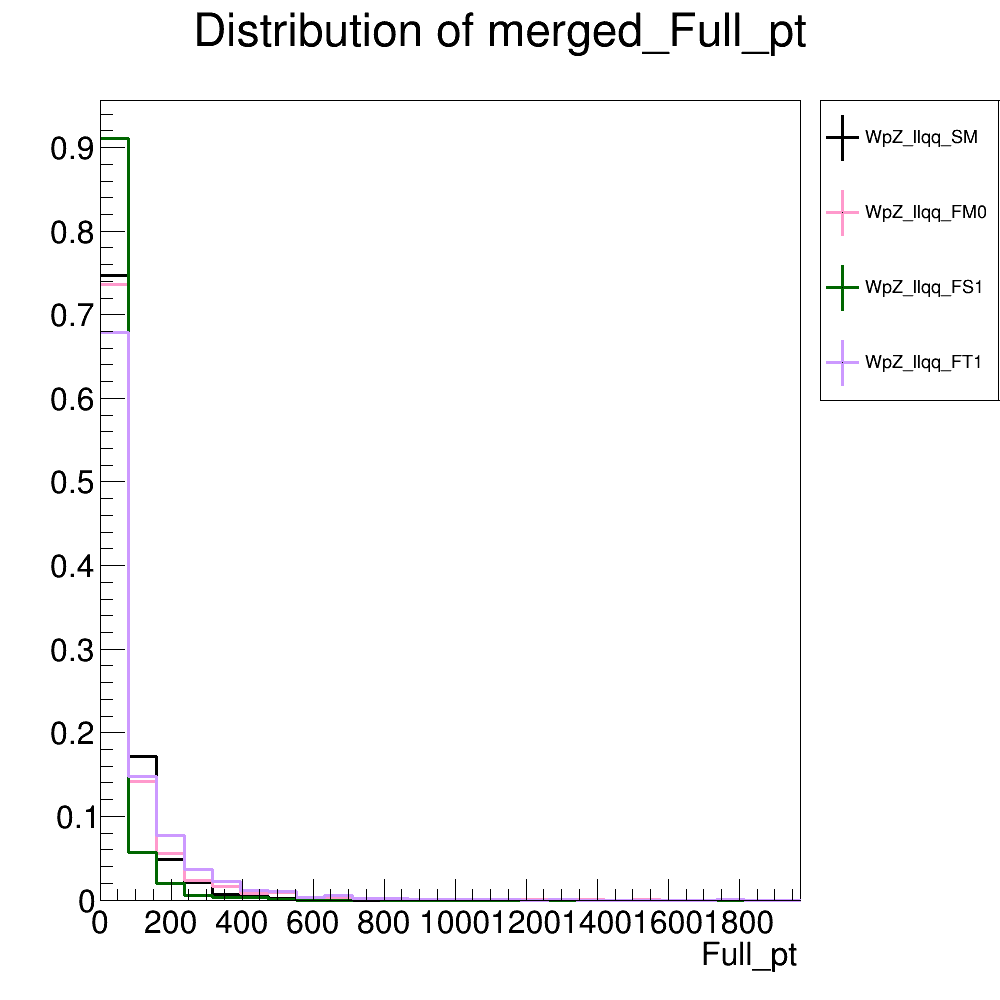 Distribution of merged_Full_pt
WpZ_llqq_SM
WpZ_llqq_FM0
WpZ_llqq_FS1
WpZ_llqq_FT1
0.9
0.8
0.7
0.6
0.5
0.4
0.3
0.2
0.1
0
0 200 400 600 800 1000 1200 1400 1600 1800
Full_pt